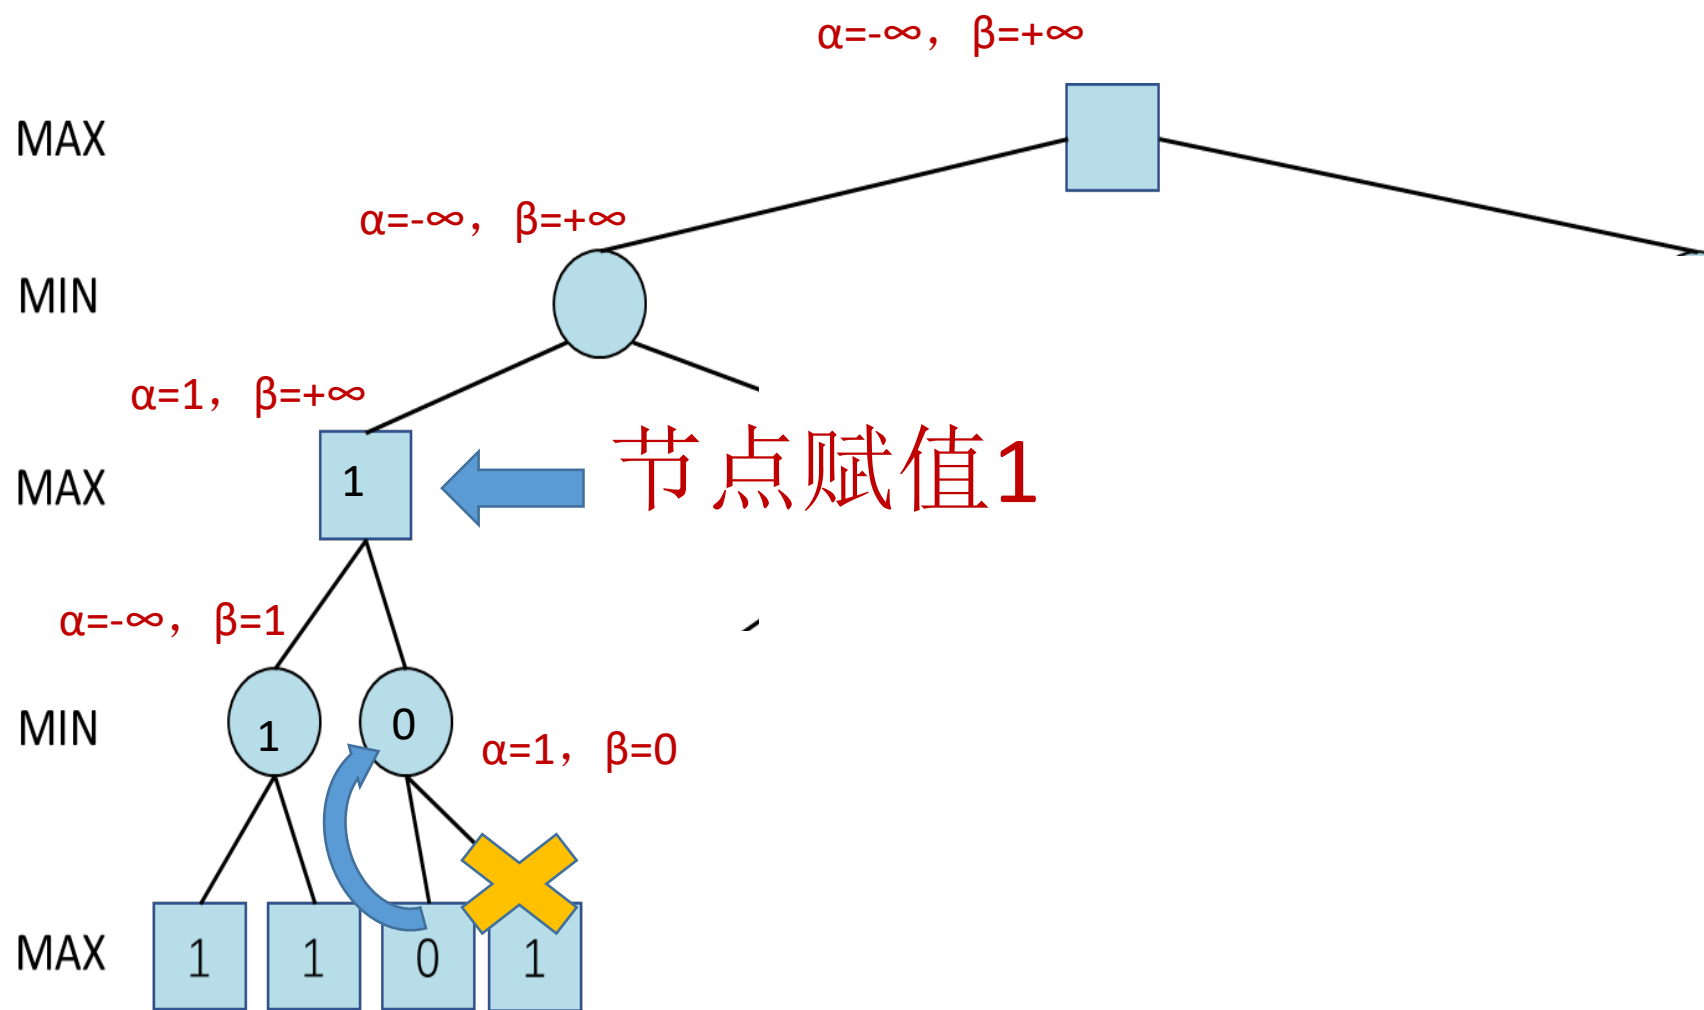 α=-∞，β=+∞
MAX
α=-∞，β=+∞
MIN
α=1，β=+∞
MAX
1
节点赋值1
α=-∞，β=1
MIN
1
0
α=1，β=0
MAX
1
1
0
1